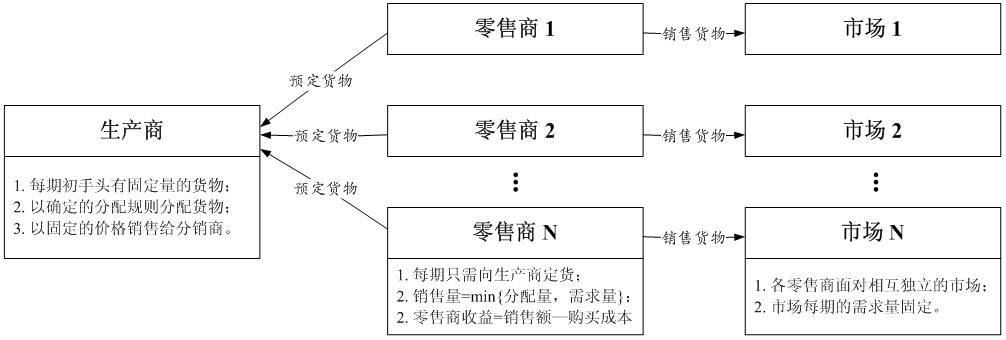 零售商 1
销售货物
市场 1
预定货物
生产商
1. 每期初手头有固定量的货物；
2. 以确定的分配规则分配货物；
3. 以固定的价格销售给分销商。
预定货物
零售商 2
销售货物
市场 2
预定货物
零售商 N
1. 每期只需向生产商定货；
2. 销售量=min{分配量，需求量}；
2. 零售商收益=销售额—购买成本
销售货物
市场 N
1. 各零售商面对相互独立的市场；
2. 市场每期的需求量固定。